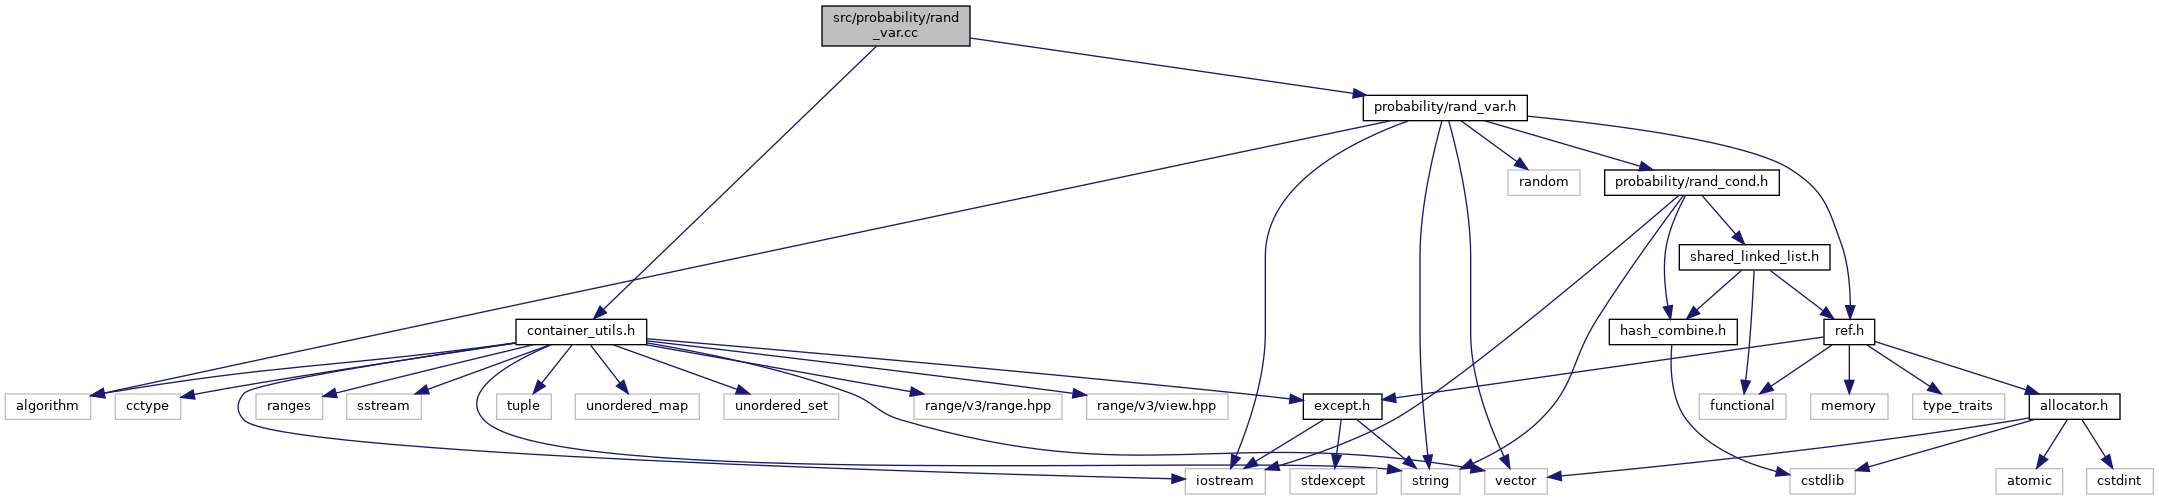 src/probability/rand
_var.cc
probability/rand_var.h
random
probability/rand_cond.h
shared_linked_list.h
container_utils.h
hash_combine.h
ref.h
algorithm
cctype
ranges
sstream
tuple
unordered_map
unordered_set
range/v3/range.hpp
range/v3/view.hpp
except.h
functional
memory
type_traits
allocator.h
iostream
stdexcept
string
vector
cstdlib
atomic
cstdint